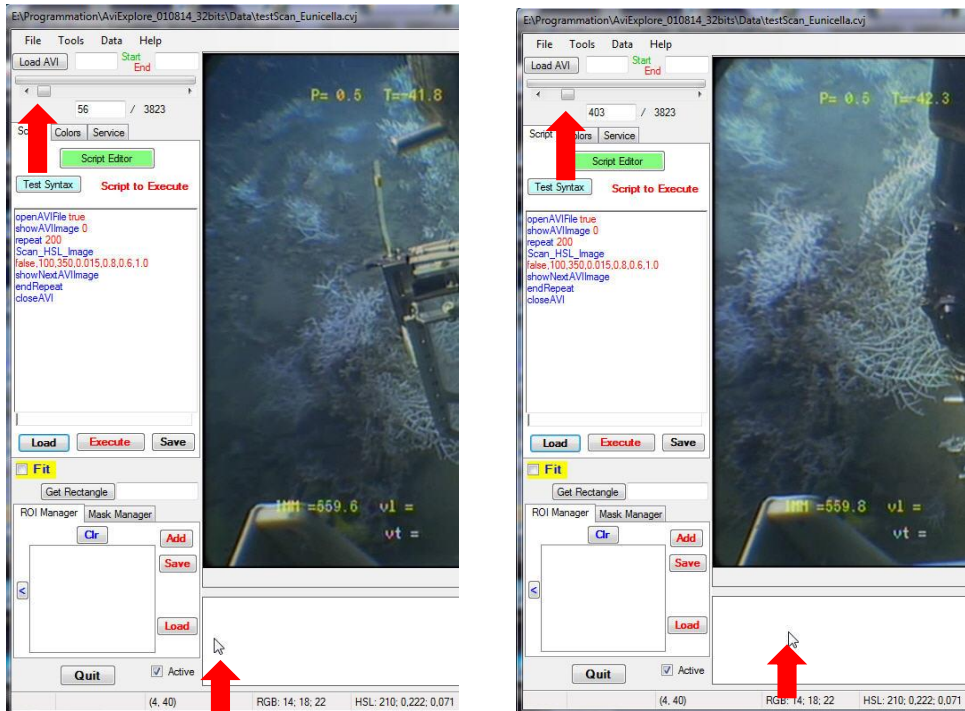 E:\Programmation\AviExplore_010814_32bits\Data\testScan_Eunicella.cvj
File Tools Data Help
Load AVI Start
End
56 / 3823
Colors Service
Script Editor
Test Syntax Script to Execute
openAVIFile true
showAVIImage 0
repeat 200
Scan_HSL_Image
false,100,350,0.015,0.8,0.6,1.0
showNextAVIImage
endRepeat
closeAVI
Load Execute Save
Fit
Get Rectangle
ROI Manager Mask Manager
Clr Add
Save
<
Load
Quit Active
(4, 40) RGB: 14; 18; 22 HSL: 210; 0,222; 0,071
P= 0.5 T=-41.8
IMM =559.6 vl =
vt =
E:\Programmation\AviExplore_010814_32bits\Data\testScan_Eunicella.cvj
File Tools Data Help
Load AVI Start
End
403 / 3823
Script Service
Script Editor
Test Syntax Script to Execute
openAVIFile true
showAVIImage 0
repeat 200
Scan_HSL_Image
false,100,350,0.015,0.8,0.6,1.0
showNextAVIImage
endRepeat
closeAVI
Load Execute Save
Fit
Get Rectangle
ROI Manager Mask Manager
Clr Add
Save
<
Load
Quit Active
(4, 40) RGB: 14; 18; 22 HSL: 210; 0,222; 0,071
P= 0.5 T=-42.3
IMM =559.8 vl =
vt =